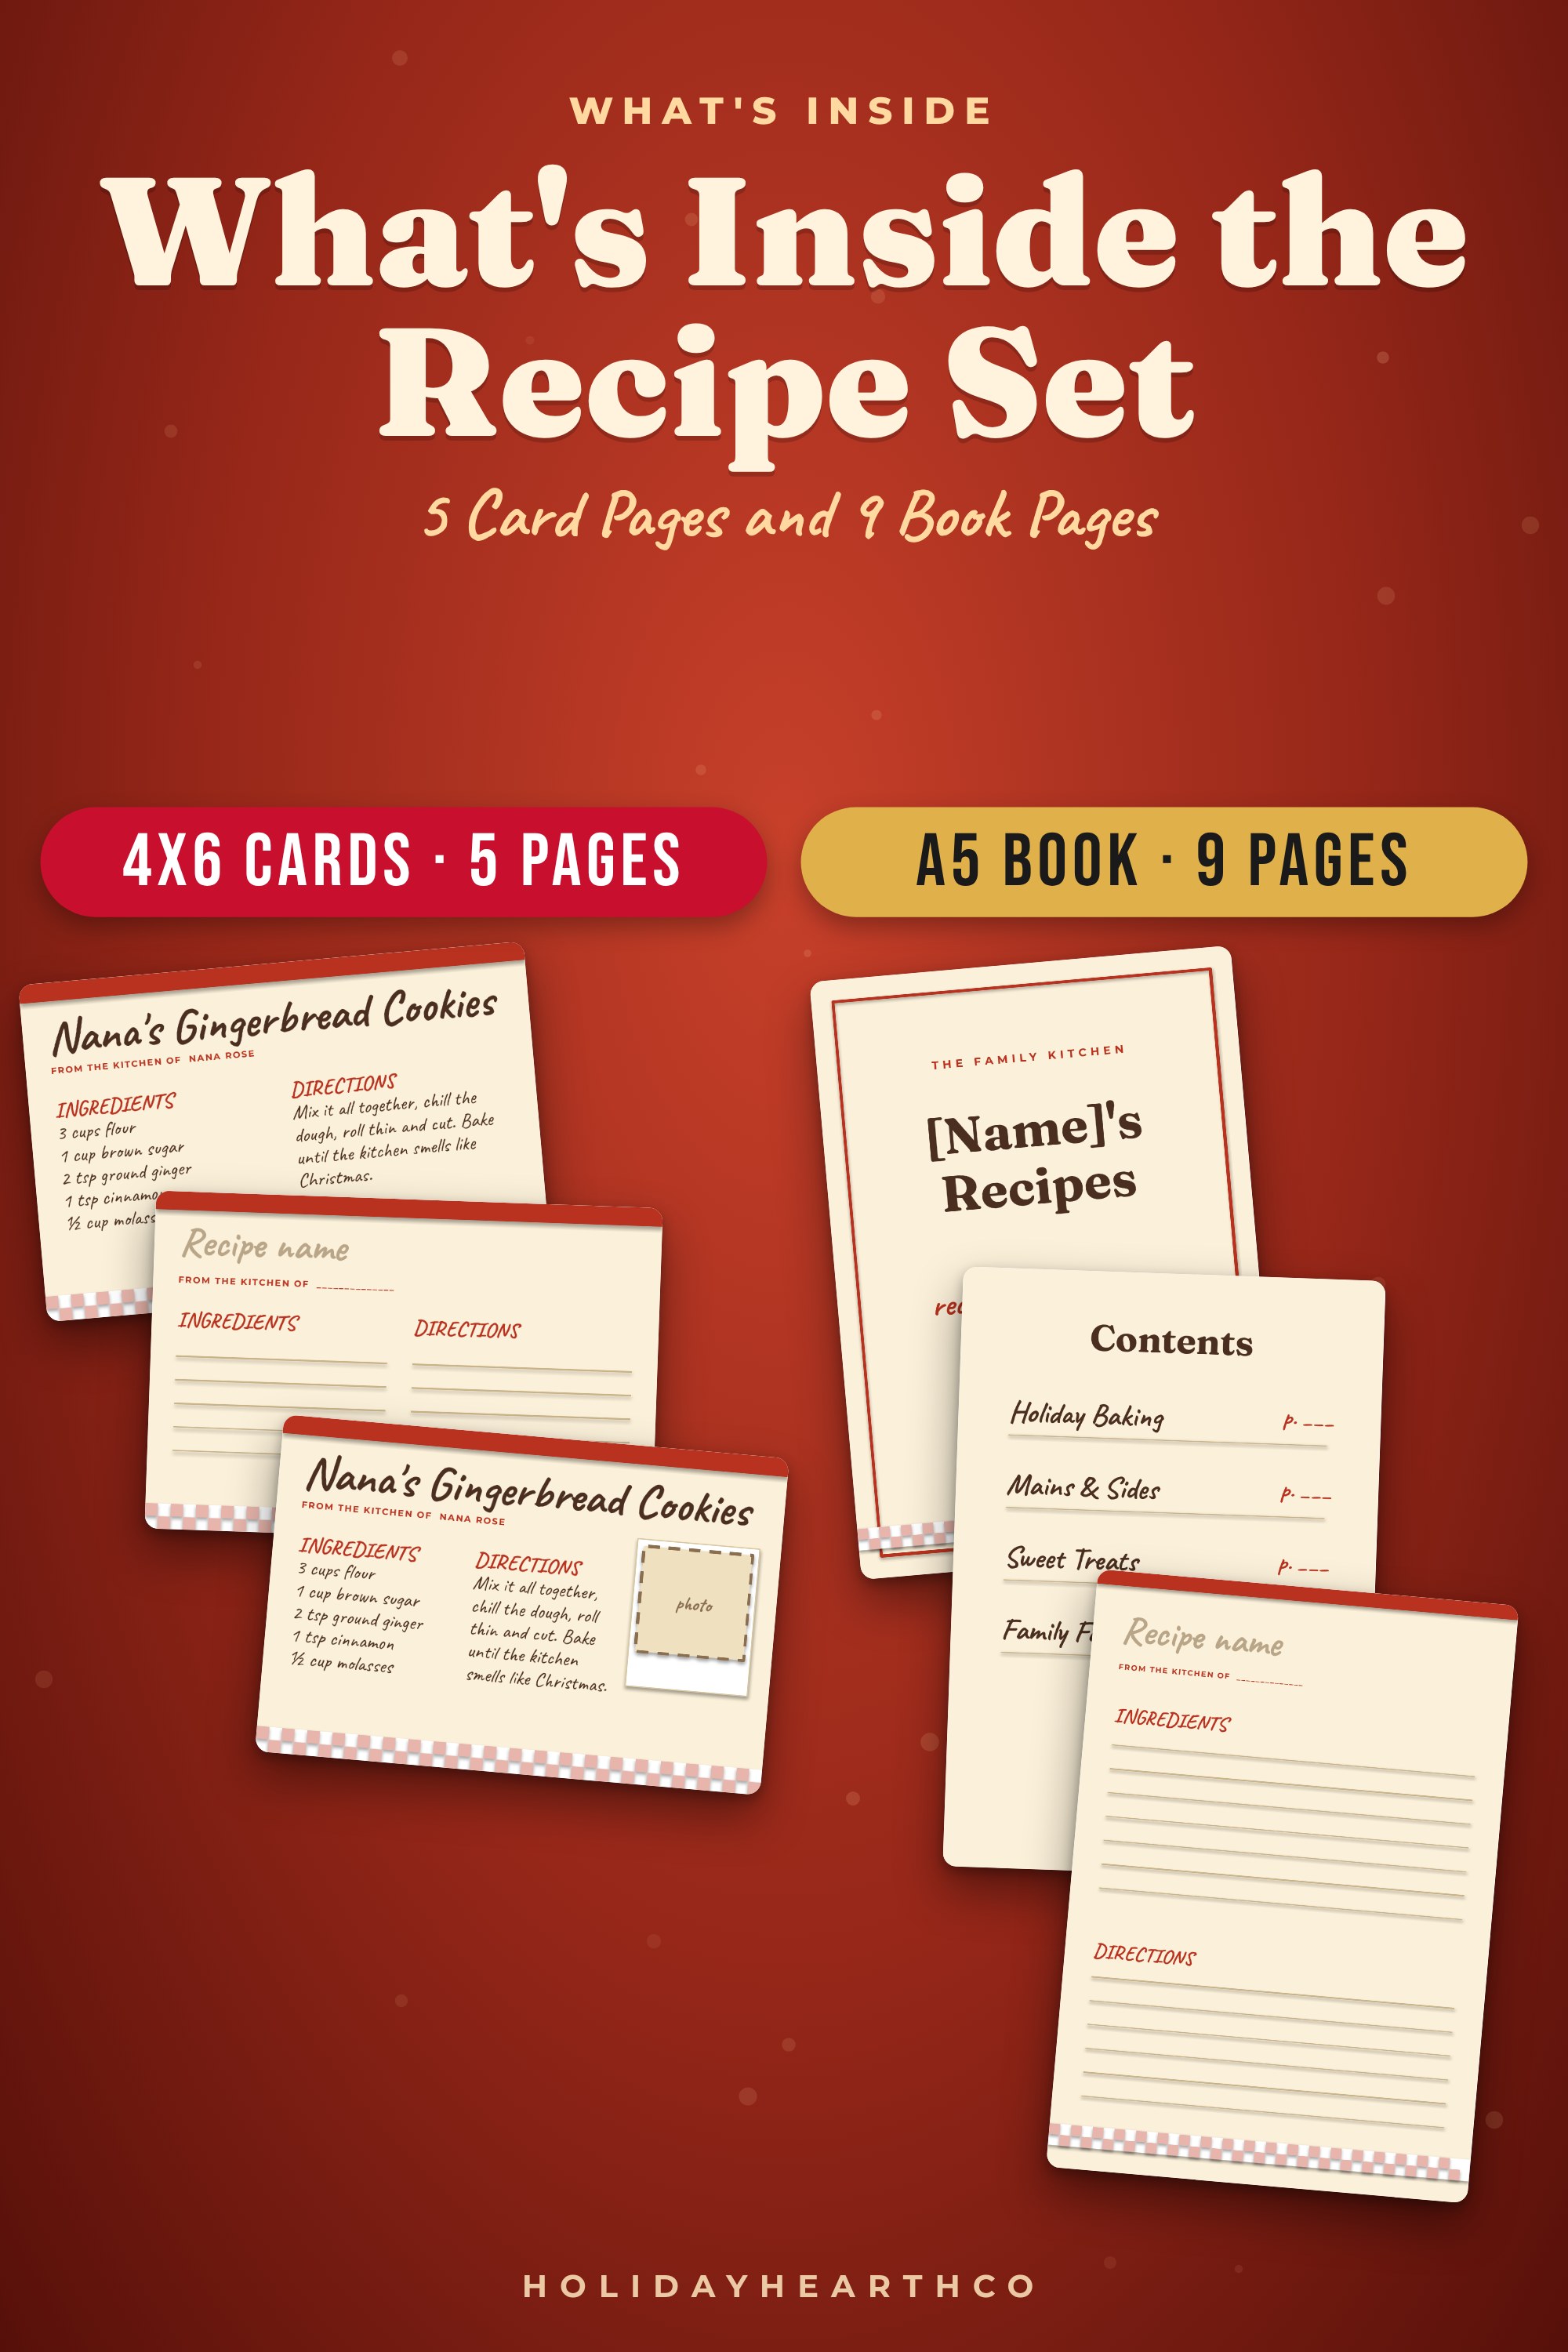 WHAT'S INSIDE
What's Inside the
Recipe Set
5 Card Pages and 9 Book Pages
4X6 CARDS · 5 PAGES
A5 BOOK · 9 PAGES
Nana's Gingerbread Cookies
FROM THE KITCHEN OF NANA ROSE
INGREDIENTS
3 cups flour
1 cup brown sugar
2 tsp ground ginger
1 tsp
½ cup
DIRECTIONS
Mix it all together, chill the
dough, roll thin and cut. Bake
until the kitchen smells like
Christmas.
Recipe name
FROM THE KITCHEN OF
INGREDIENTS
DIRECTIONS
Nana's Gingerbread Cookies
FROM THE KITCHEN OF NANA ROSE
INGREDIENTS
3 cups flour
1 cup brown sugar
2 tsp ground ginger
1 tsp cinnamon
½ cup molasses
DIRECTIONS
Mix it all together,
chill the dough, roll
thin and cut. Bake
until the kitchen
smells like Christmas.
photo
THE FAMILY KITCHEN
[Name]'s
Recipes
Contents
Holiday Baking p. ---
Mains & Sides p. ---
Sweet Treats p. ---
Family
Recipe name
FROM THE KITCHEN OF
INGREDIENTS
DIRECTIONS
HOLIDAYHEARTHCO